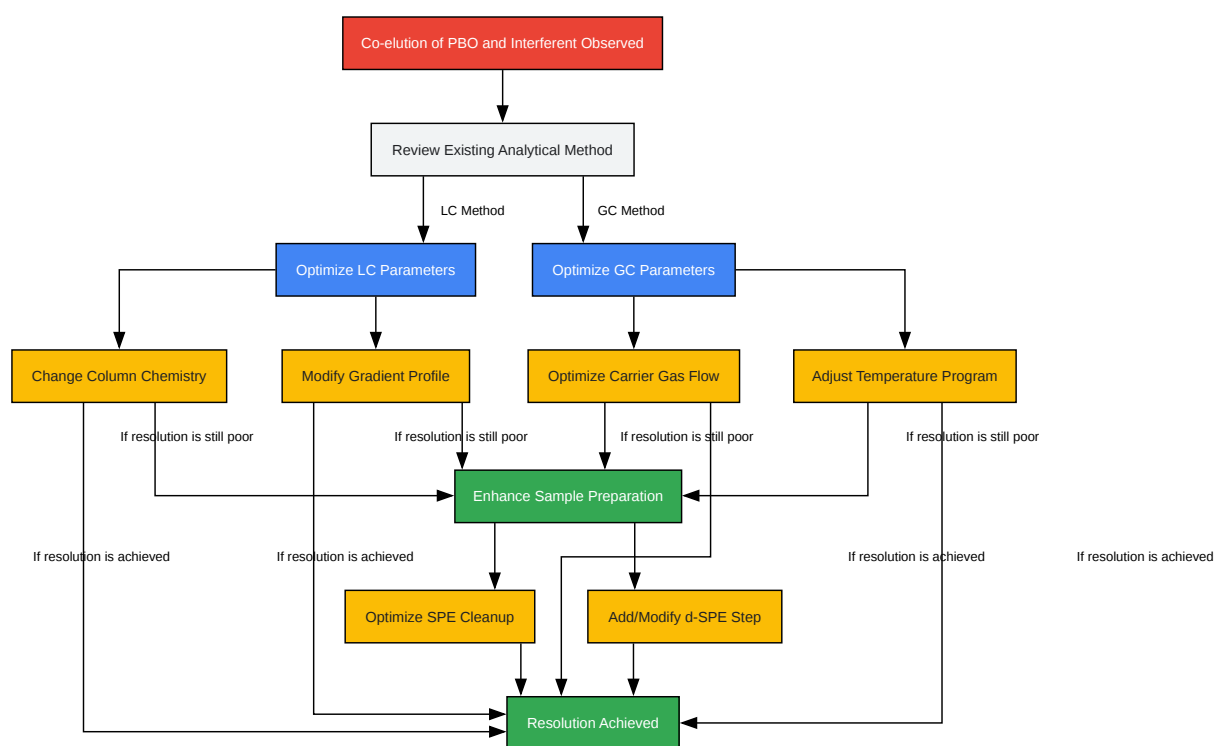 Co-elution of PBO and Interferent Observed
Review Existing Analytical Method
LC Method
GC Method
Optimize LC Parameters
Optimize GC Parameters
Change Column Chemistry
Modify Gradient Profile
Optimize Carrier Gas Flow
Adjust Temperature Program
If resolution is still poor
If resolution is still poor
If resolution is still poor
If resolution is still poor
Enhance Sample Preparation
If resolution is achieved
If resolution is achieved
If resolution is achieved
If resolution is achieved
Optimize SPE Cleanup
Add/Modify d-SPE Step
Resolution Achieved